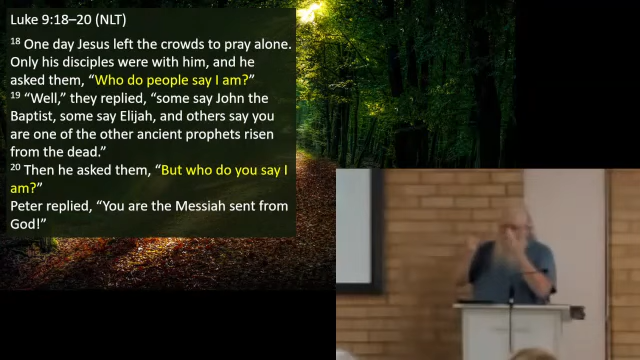 Luke 9:18–20 (NLT)
18 One day Jesus left the crowds to pray alone.
Only his disciples were with him, and he
asked them, “Who do people say I am?”
19 “Well,” they replied, “some say John the
Baptist, some say Elijah, and others say you
are one of the other ancient prophets risen
from the dead.”
20 Then he asked them, “But who do you say I
am?”
Peter replied, “You are the Messiah sent from
God!”